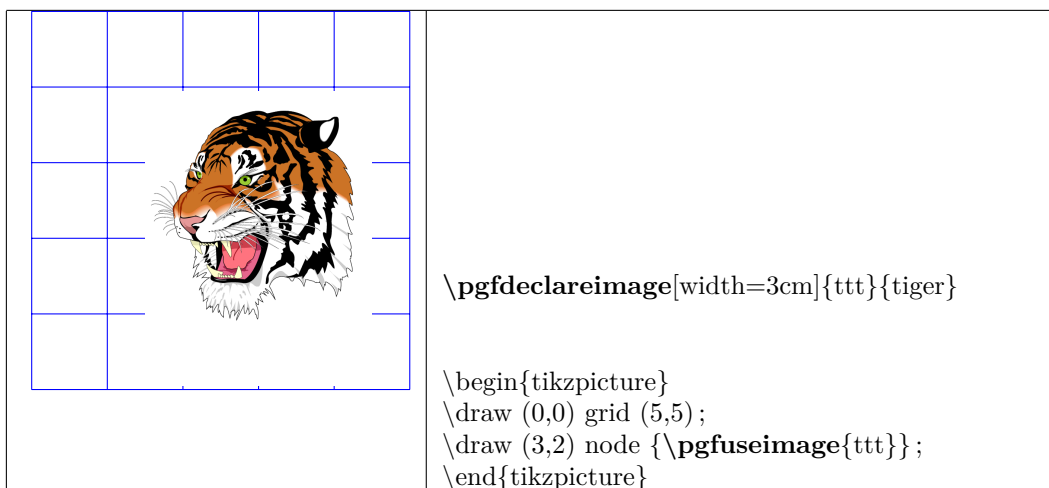 \pgfdeclareimage[width=3cm]{ttt}{tiger}
\begin{tikzpicture}
\draw (0,0) grid (5,5) ;
\draw (3,2) node {\pgfuseimage{ttt}} ;
\end{tikzpicture}